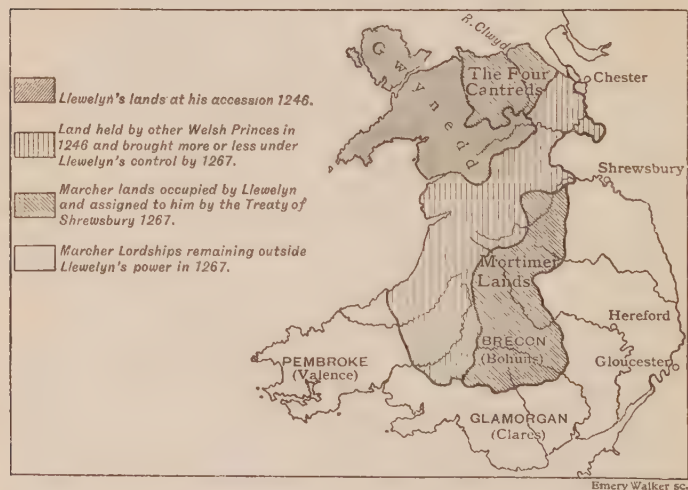 Llewelyn's lands at his accession 1246.
Land held by other Welsh Princes in
1246 and brought more or less under
Llewelyn's control by 1267.
Marcher lands occupied by Llewelyn
and assigned to him by the Treaty of
Shrewsbury 1267.
Marcher Lordships remaining outside
Llewelyn's power in 1267.
R. Clwyd
Gwynedd
The Four
Cantreds
Chester
Shrewsbury
Mortimer
Lands
Hereford
BRECON
(Bohuns)
Gloucester
PEMBROKE
(Valence)
GLAMORGAN
(Clares)
Emery Walker sc.